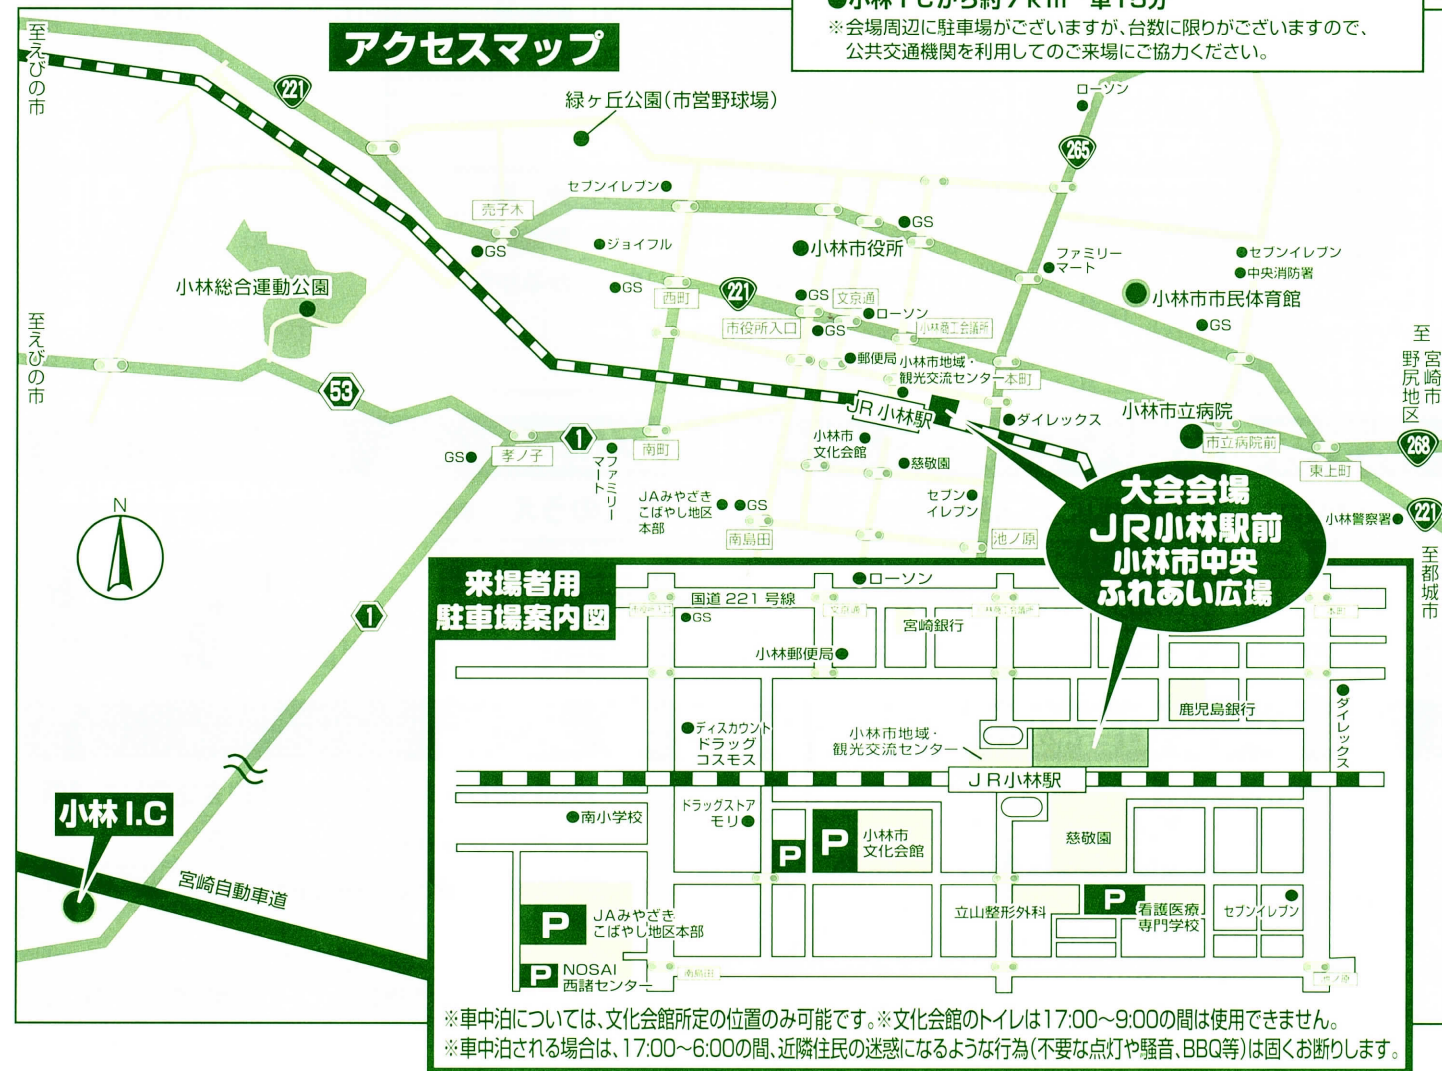 ●小林ICから約7km 車15分
※会場周辺に駐車場がございますが、台数に限りがございますので、
公共交通機関を利用してのご来場にご協力ください。
アクセスマップ
至えびの市
221
緑ヶ丘公園(市営野球場)
ローソン
265
セブンイレブン
売子木
GS
ジョイフル
GS
小林市役所
GS
ファミリー
マート
セブンイレブン
中央消防署
小林総合運動公園
GS
西町
221
GS
文京通
ローソン
小林市市民体育館
GS
市役所入口
GS
小林商工会議所
至えびの市
郵便局
小林市地域・
観光交流センター
本町
至
宮崎市
野尻地区
53
JR小林駅
ダイレックス
小林市立病院
市立病院前
268
東上町
1
南町
孝ノ子
GS
ファミリー
マート
小林市
文化会館
慈敬園
JAみやざき
こばやし地区
本部
GS
セブン
イレブン
南島田
池ノ原
大会会場
JR小林駅前
小林市中央
ふれあい広場
小林警察署
221
至都城市
N
1
小林I.C
宮崎自動車道
来場者用
駐車場案内図
ローソン
国道221号線
文京通
本町
GS
宮崎銀行
小林郵便局
鹿児島銀行
ダイレックス
ディスカウント
ドラッグ
コスモス
小林市地域・
観光交流センター
JR小林駅
南小学校
ドラッグストア
モリ
P
P
小林市
文化会館
慈敬園
P
JAみやざき
こばやし地区本部
立山整形外科
P
看護医療
専門学校
セブンイレブン
P
NOSAI
西諸センター
南島田
池ノ原
※車中泊については、文化会館所定の位置のみ可能です。※文化会館のトイレは17:00〜9:00の間は使用できません。
※車中泊される場合は、17:00〜6:00の間、近隣住民の迷惑になるような行為(不要な点灯や騒音、BBQ等)は固くお断りします。